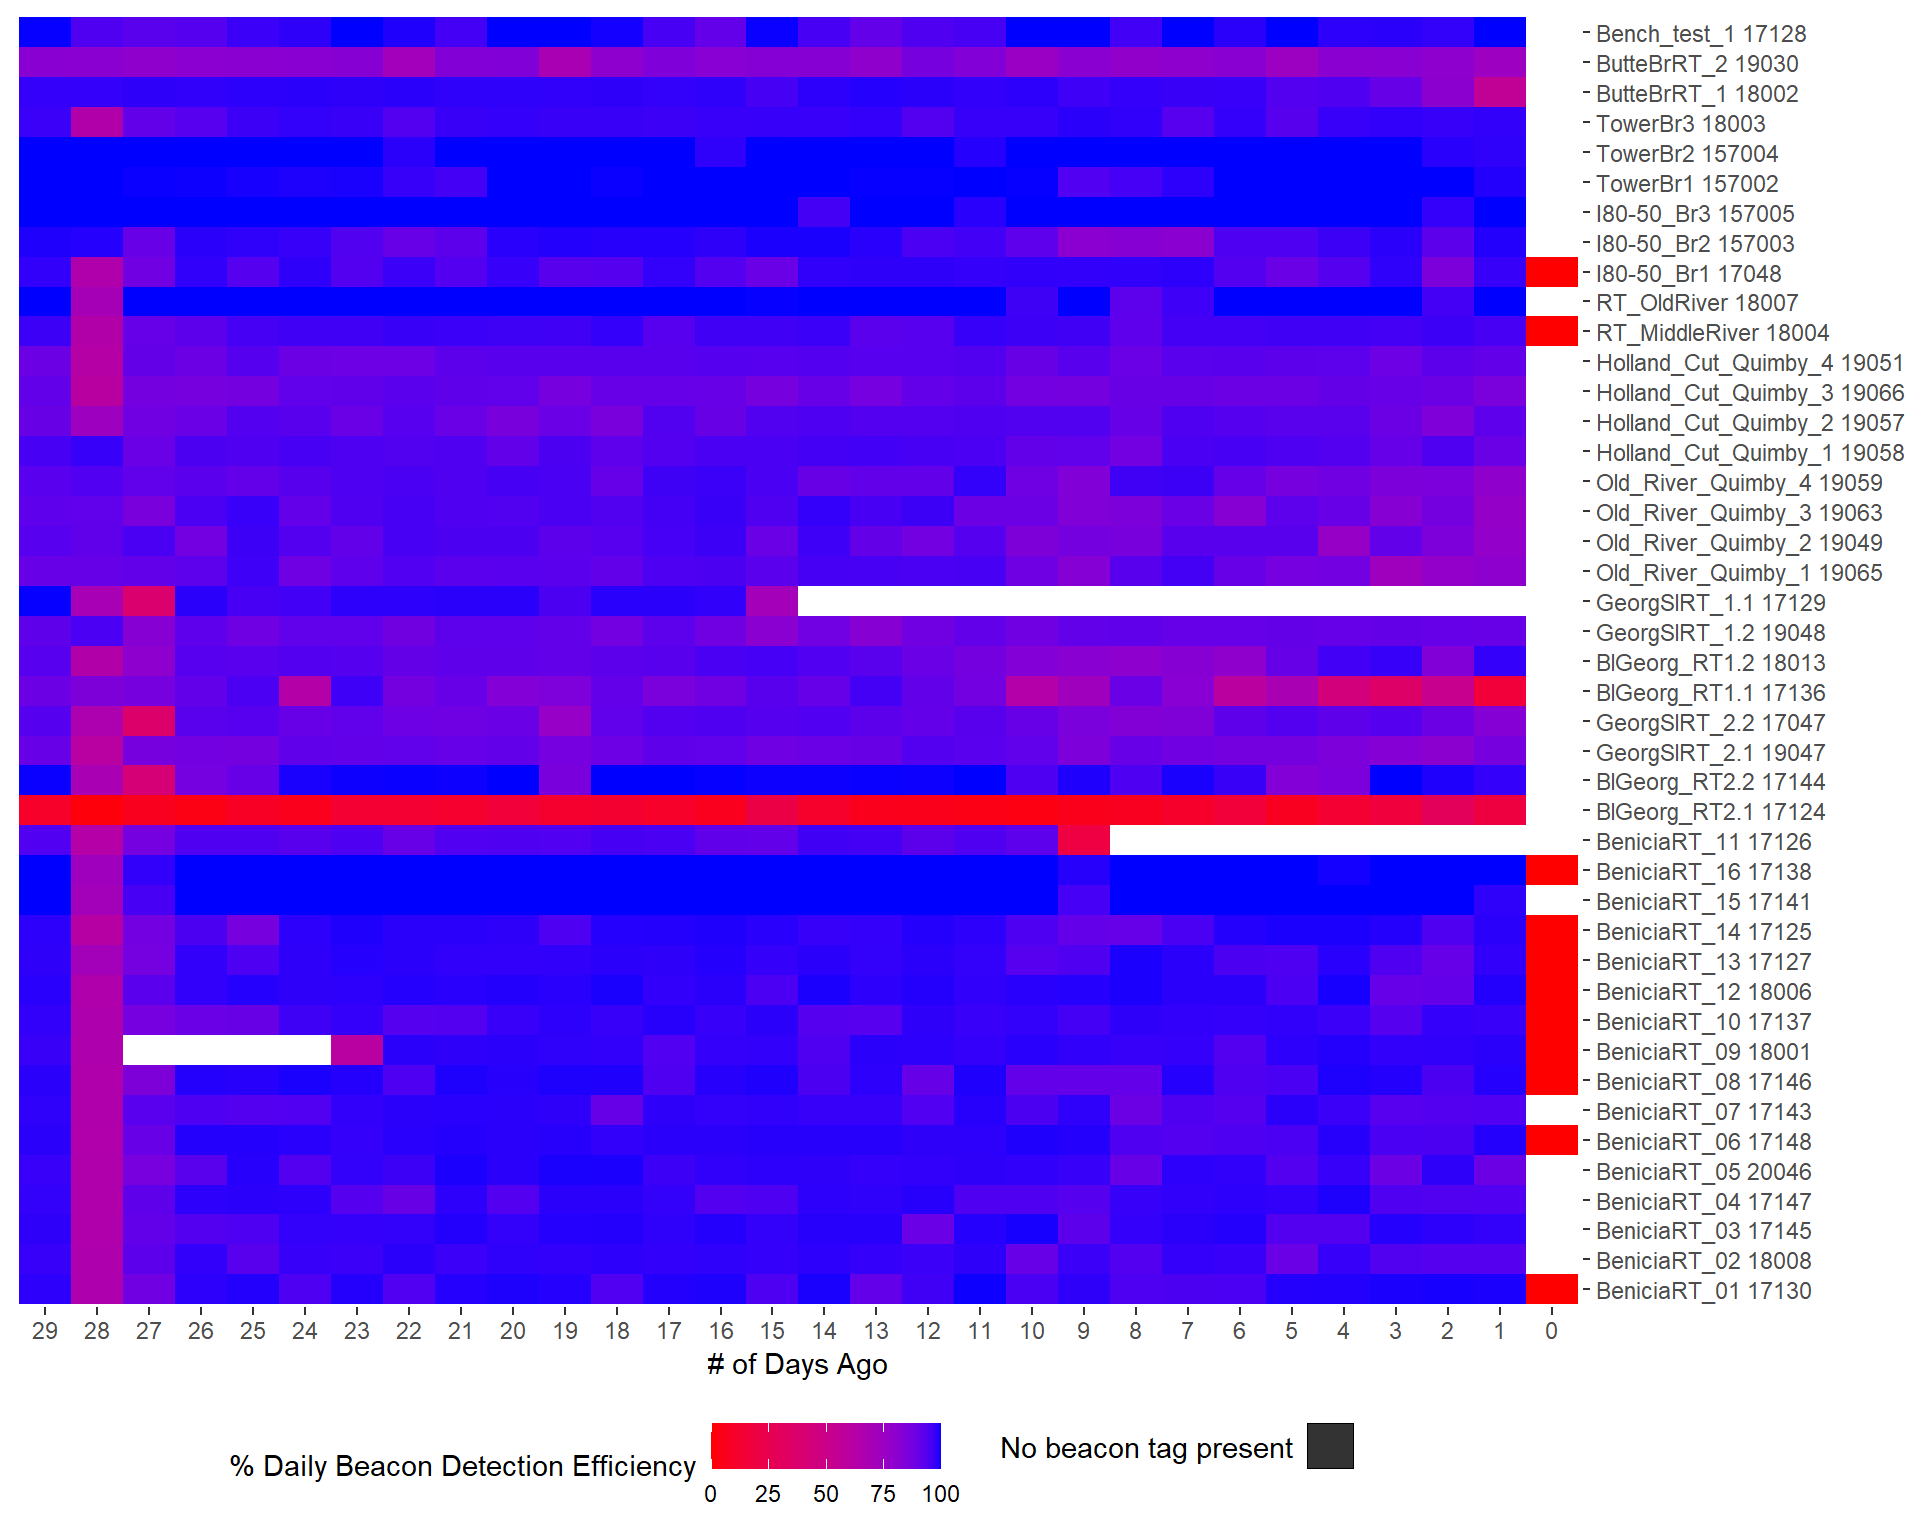 Bench_test_1 17128
ButteBrRT_2 19030
ButteBrRT_1 18002
TowerBr3 18003
TowerBr2 157004
TowerBr1 157002
I80-50_Br3 157005
I80-50_Br2 157003
I80-50_Br1 17048
RT_OldRiver 18007
RT_MiddleRiver 18004
Holland_Cut_Quimby_4 19051
Holland_Cut_Quimby_3 19066
Holland_Cut_Quimby_2 19057
Holland_Cut_Quimby_1 19058
Old_River_Quimby_4 19059
Old_River_Quimby_3 19063
Old_River_Quimby_2 19049
Old_River_Quimby_1 19065
GeorgSlRT_1.1 17129
GeorgSlRT_1.2 19048
BlGeorg_RT1.2 18013
BlGeorg_RT1.1 17136
GeorgSlRT_2.2 17047
GeorgSlRT_2.1 19047
BlGeorg_RT2.2 17144
BlGeorg_RT2.1 17124
BeniciaRT_11 17126
BeniciaRT_16 17138
BeniciaRT_15 17141
BeniciaRT_14 17125
BeniciaRT_13 17127
BeniciaRT_12 18006
BeniciaRT_10 17137
BeniciaRT_09 18001
BeniciaRT_08 17146
BeniciaRT_07 17143
BeniciaRT_06 17148
BeniciaRT_05 20046
BeniciaRT_04 17147
BeniciaRT_03 17145
BeniciaRT_02 18008
BeniciaRT_01 17130
29 28 27 26 25 24 23 22 21 20 19 18 17 16 15 14 13 12 11 10 9 8 7 6 5 4 3 2 1 0
# of Days Ago
% Daily Beacon Detection Efficiency
0 25 50 75 100
No beacon tag present